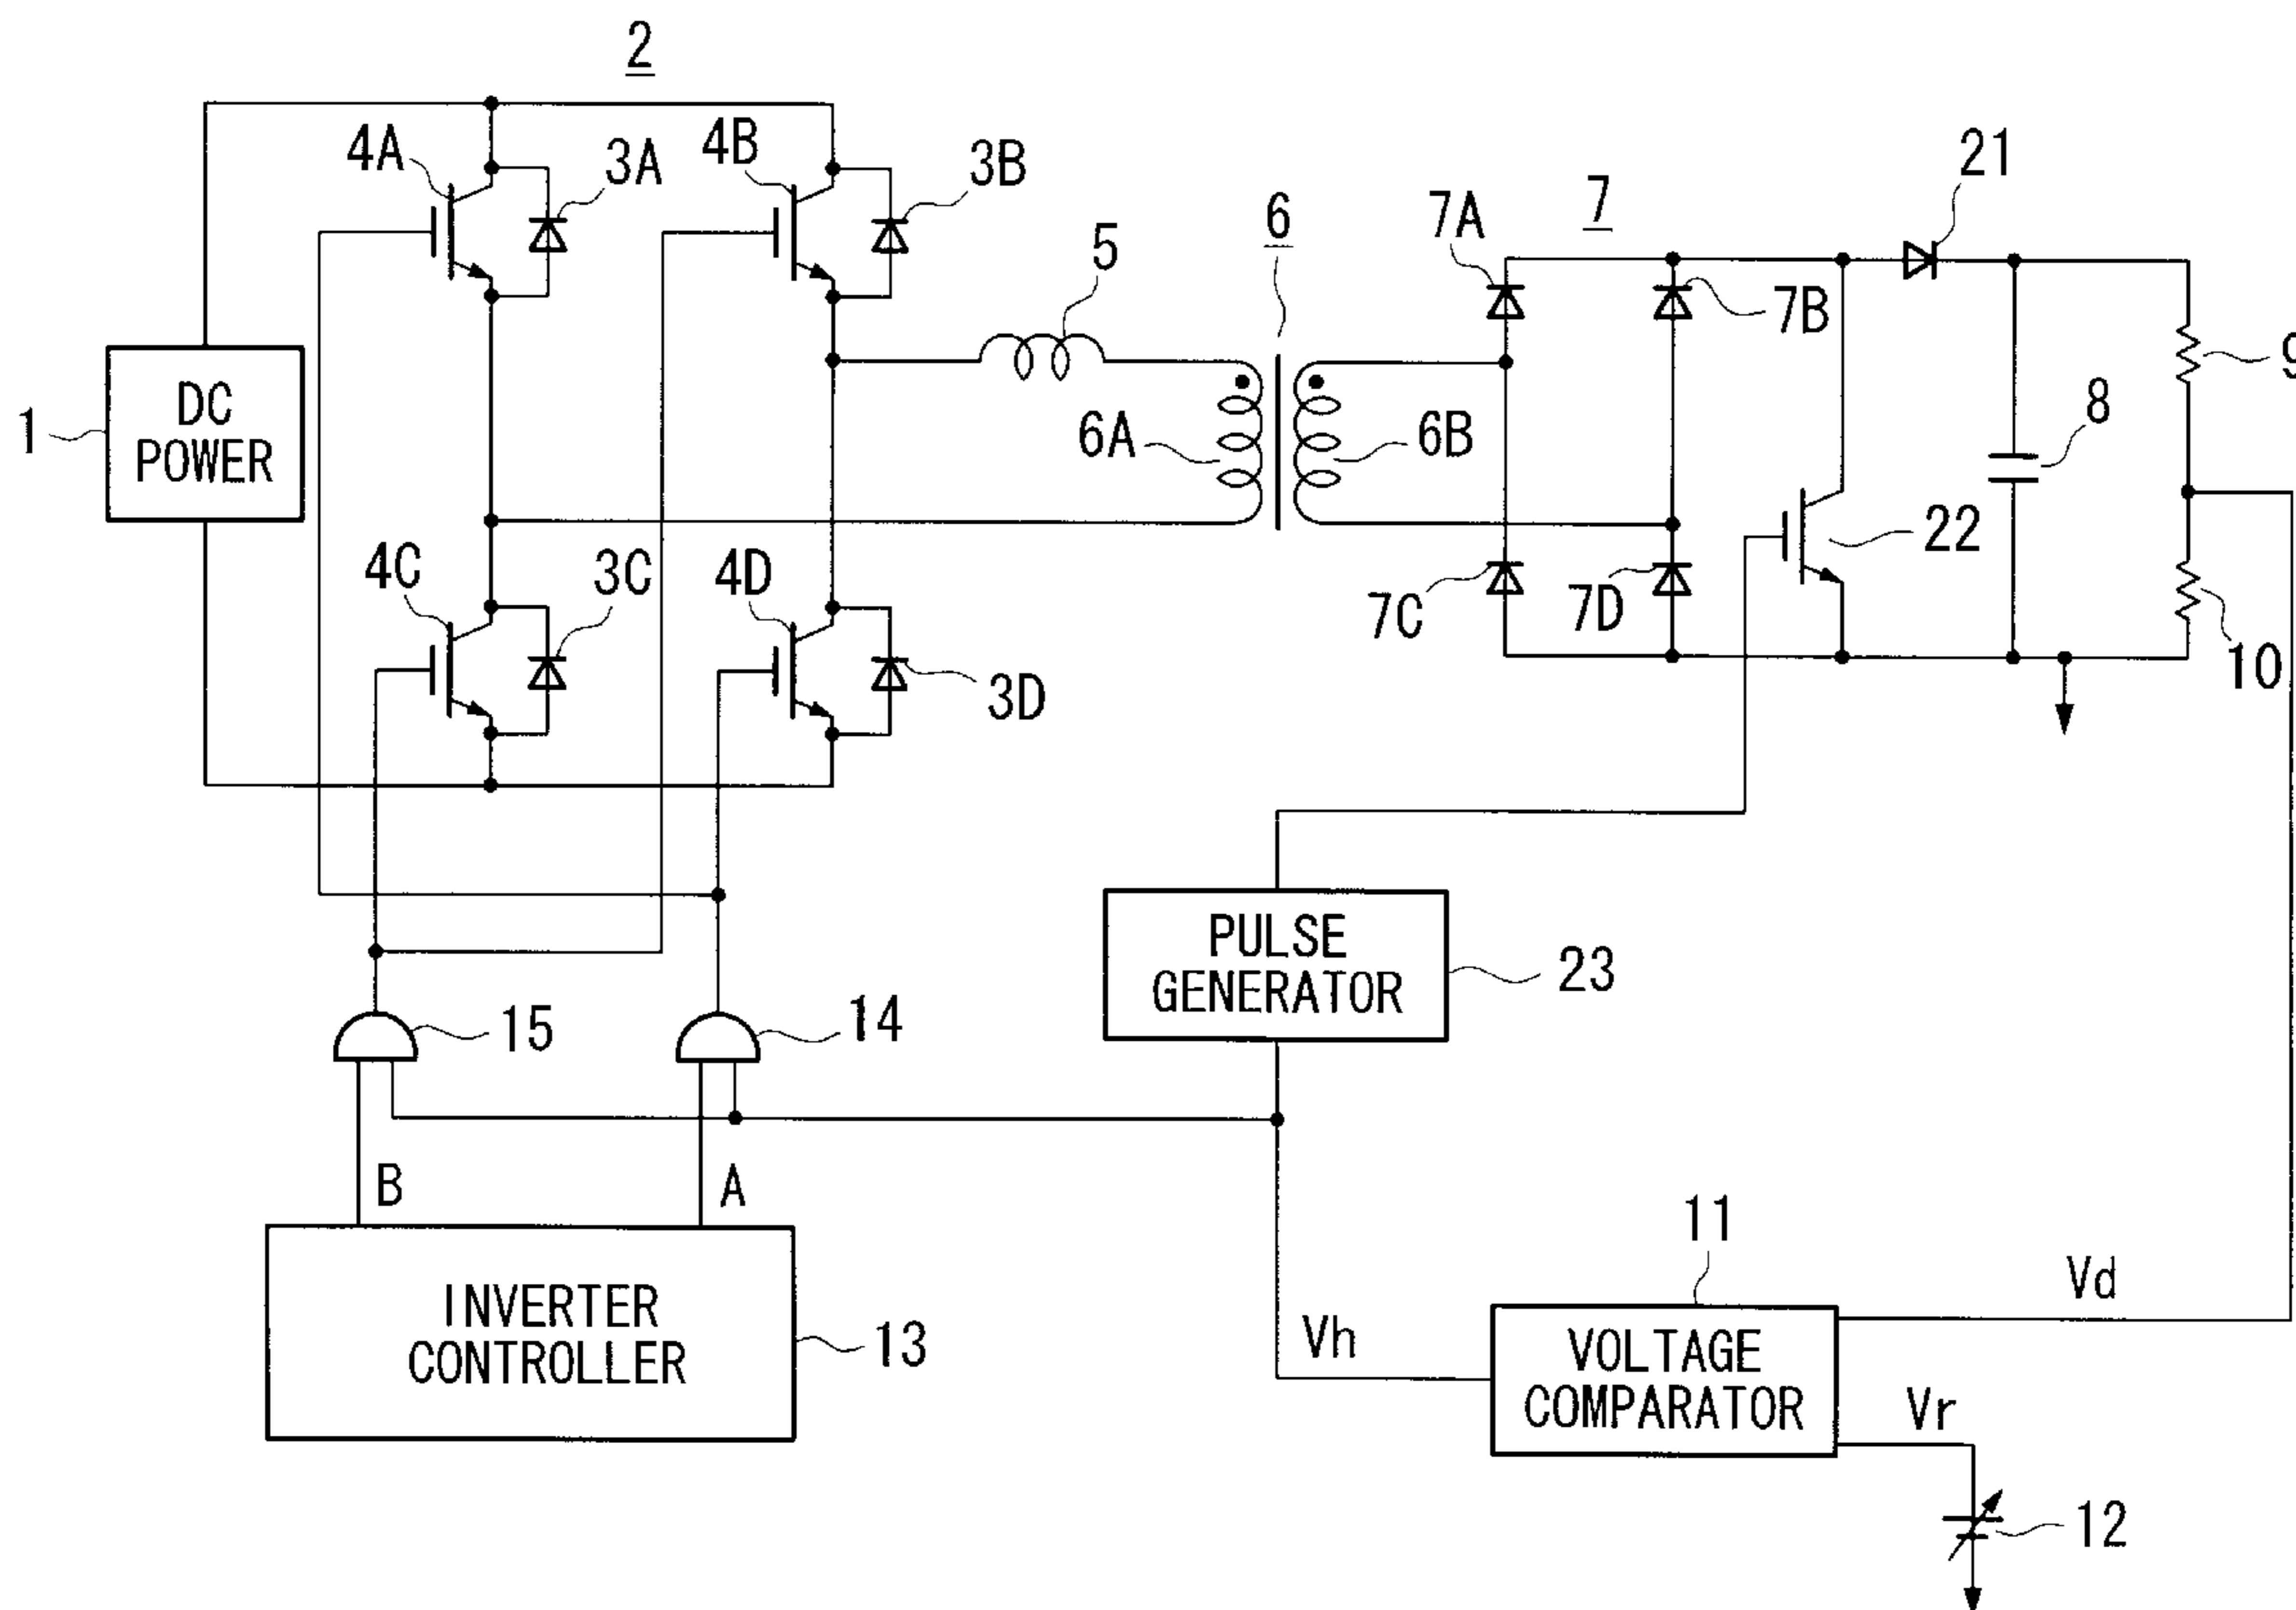 2
4A
3A
4B
3B
21
7A
7
6
5
7B
9
1
DC
POWER
6A
6B
8
4C
3C
4D
3D
7C
7D
22
10
PULSE
GENERATOR
23
15
14
B
A
INVERTER
CONTROLLER
13
11
Vd
Vh
VOLTAGE
COMPARATOR
Vr
12